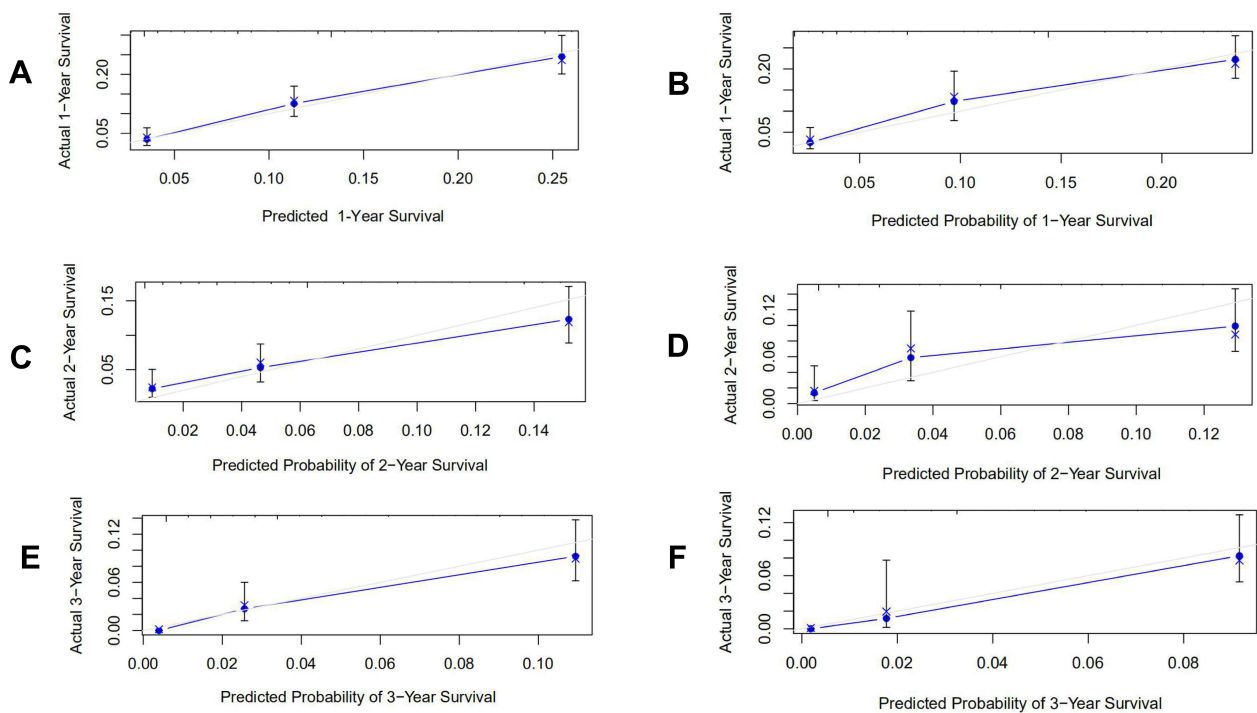 A
Actual 1−Year Survival
0.05 0.20
0.05 0.10 0.15 0.20 0.25
Predicted 1-Year Survival
B
Actual 1−Year Survival
0.05 0.20
0.05 0.10 0.15 0.20
Predicted Probability of 1−Year Survival
C
Actual 2−Year Survival
0.05 0.15
0.02 0.04 0.06 0.08 0.10 0.12 0.14
Predicted Probability of 2−Year Survival
D
Actual 2−Year Survival
0.00 0.06 0.12
0.00 0.02 0.04 0.06 0.08 0.10 0.12
Predicted Probability of 2−Year Survival
E
Actual 3−Year Survival
0.00 0.06 0.12
0.00 0.02 0.04 0.06 0.08 0.10
Predicted Probability of 3−Year Survival
F
Actual 3−Year Survival
0.00 0.06 0.12
0.00 0.02 0.04 0.06 0.08
Predicted Probability of 3−Year Survival